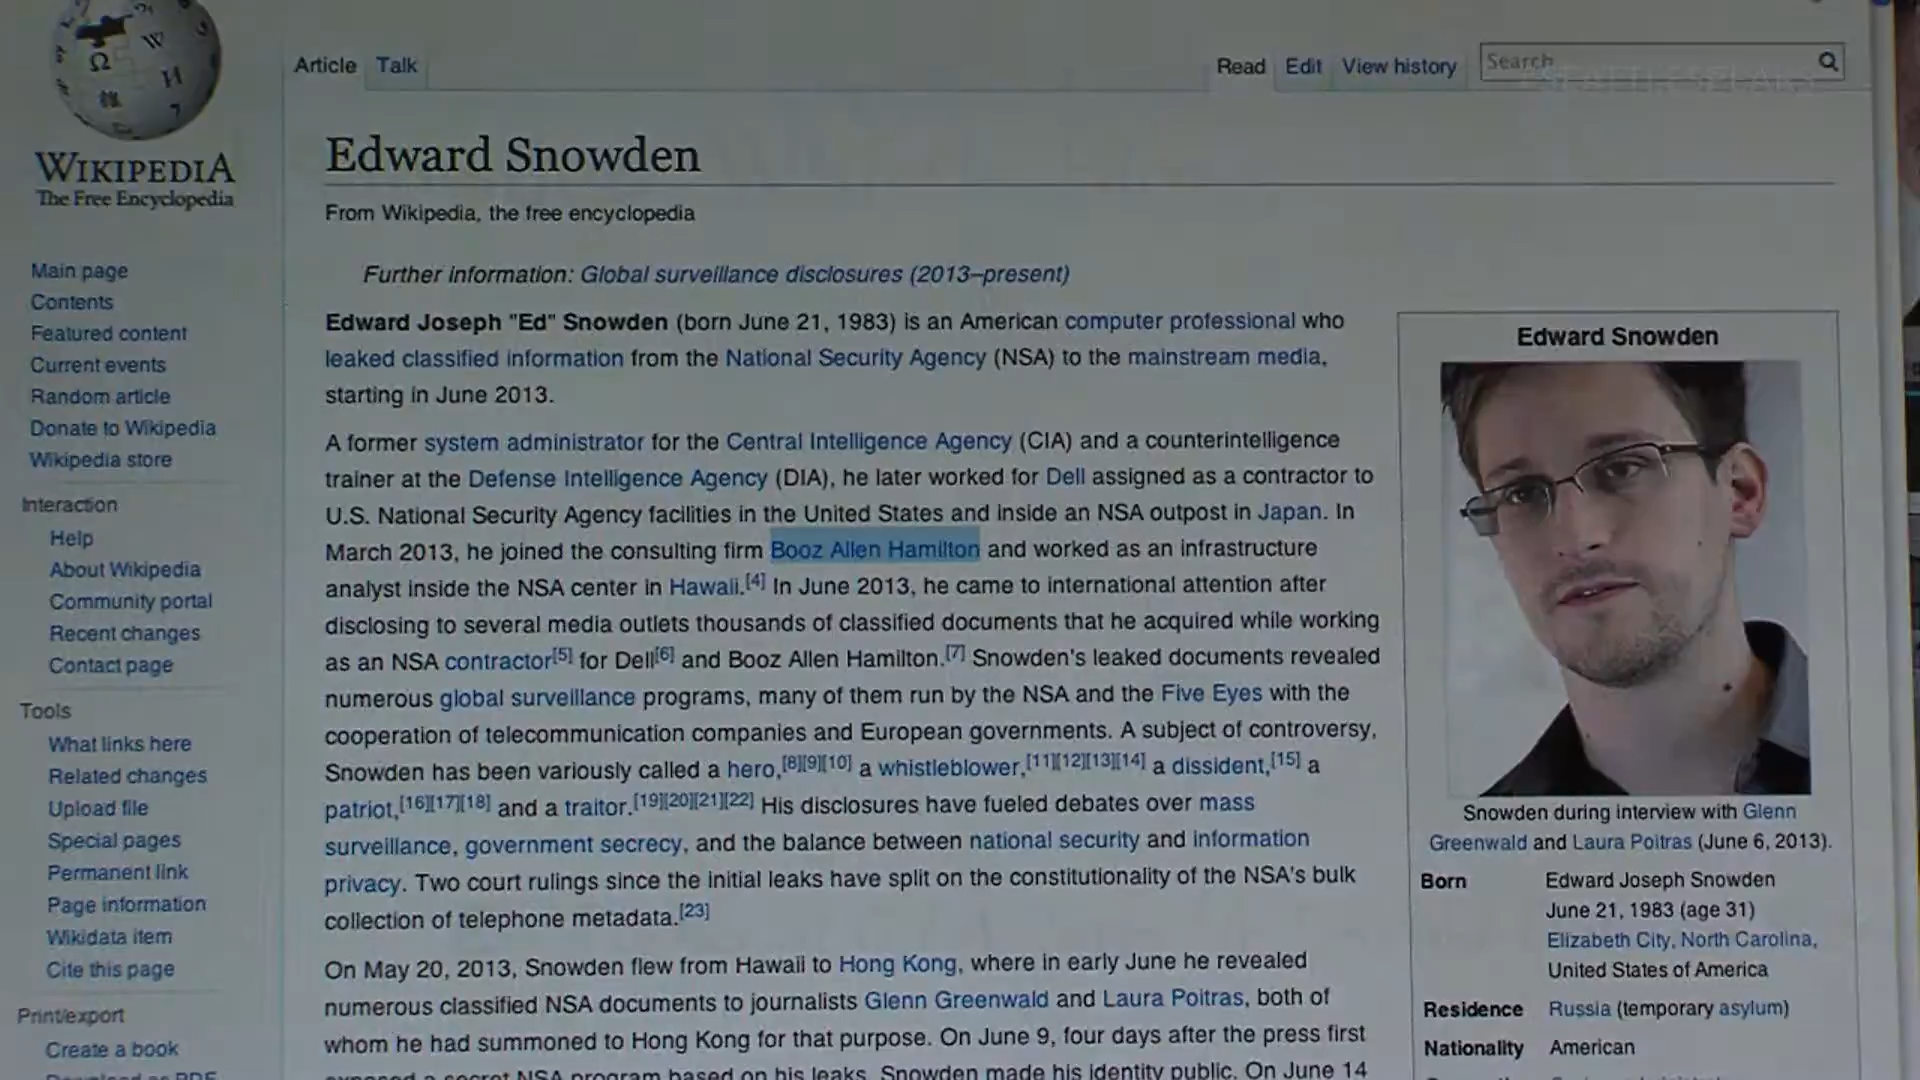 Article Talk
Read Edit View history Search
WIKIPEDIA
The Free Encyclopedia
Main page
Contents
Featured content
Current events
Random article
Donate to Wikipedia
Wikipedia store
Interaction
Help
About Wikipedia
Community portal
Recent changes
Contact page
Tools
What links here
Related changes
Upload file
Special pages
Permanent link
Page information
Wikidata item
Cite this page
Print/export
Create a book
Edward Snowden
From Wikipedia, the free encyclopedia
Further information: Global surveillance disclosures (2013–present)
Edward Joseph "Ed" Snowden (born June 21, 1983) is an American computer professional who
leaked classified information from the National Security Agency (NSA) to the mainstream media,
starting in June 2013.
A former system administrator for the Central Intelligence Agency (CIA) and a counterintelligence
trainer at the Defense Intelligence Agency (DIA), he later worked for Dell assigned as a contractor to
U.S. National Security Agency facilities in the United States and inside an NSA outpost in Japan. In
March 2013, he joined the consulting firm Booz Allen Hamilton and worked as an infrastructure
analyst inside the NSA center in Hawaii.[4] In June 2013, he came to international attention after
disclosing to several media outlets thousands of classified documents that he acquired while working
as an NSA contractor[5] for Dell[6] and Booz Allen Hamilton.[7] Snowden's leaked documents revealed
numerous global surveillance programs, many of them run by the NSA and the Five Eyes with the
cooperation of telecommunication companies and European governments. A subject of controversy,
Snowden has been variously called a hero,[8][9][10] a whistleblower,[11][12][13][14] a dissident,[15] a
patriot,[16][17][18] and a traitor.[19][20][21][22] His disclosures have fueled debates over mass
surveillance, government secrecy, and the balance between national security and information
privacy. Two court rulings since the initial leaks have split on the constitutionality of the NSA's bulk
collection of telephone metadata.[23]
On May 20, 2013, Snowden flew from Hawaii to Hong Kong, where in early June he revealed
numerous classified NSA documents to journalists Glenn Greenwald and Laura Poitras, both of
whom he had summoned to Hong Kong for that purpose. On June 9, four days after the press first
exposed a secret NSA program based on his leaks, Snowden made his identity public. On June 14
Edward Snowden
Snowden during interview with Glenn
Greenwald and Laura Poitras (June 6, 2013).
Born Edward Joseph Snowden
June 21, 1983 (age 31)
Elizabeth City, North Carolina,
United States of America
Residence Russia (temporary asylum)
Nationality American